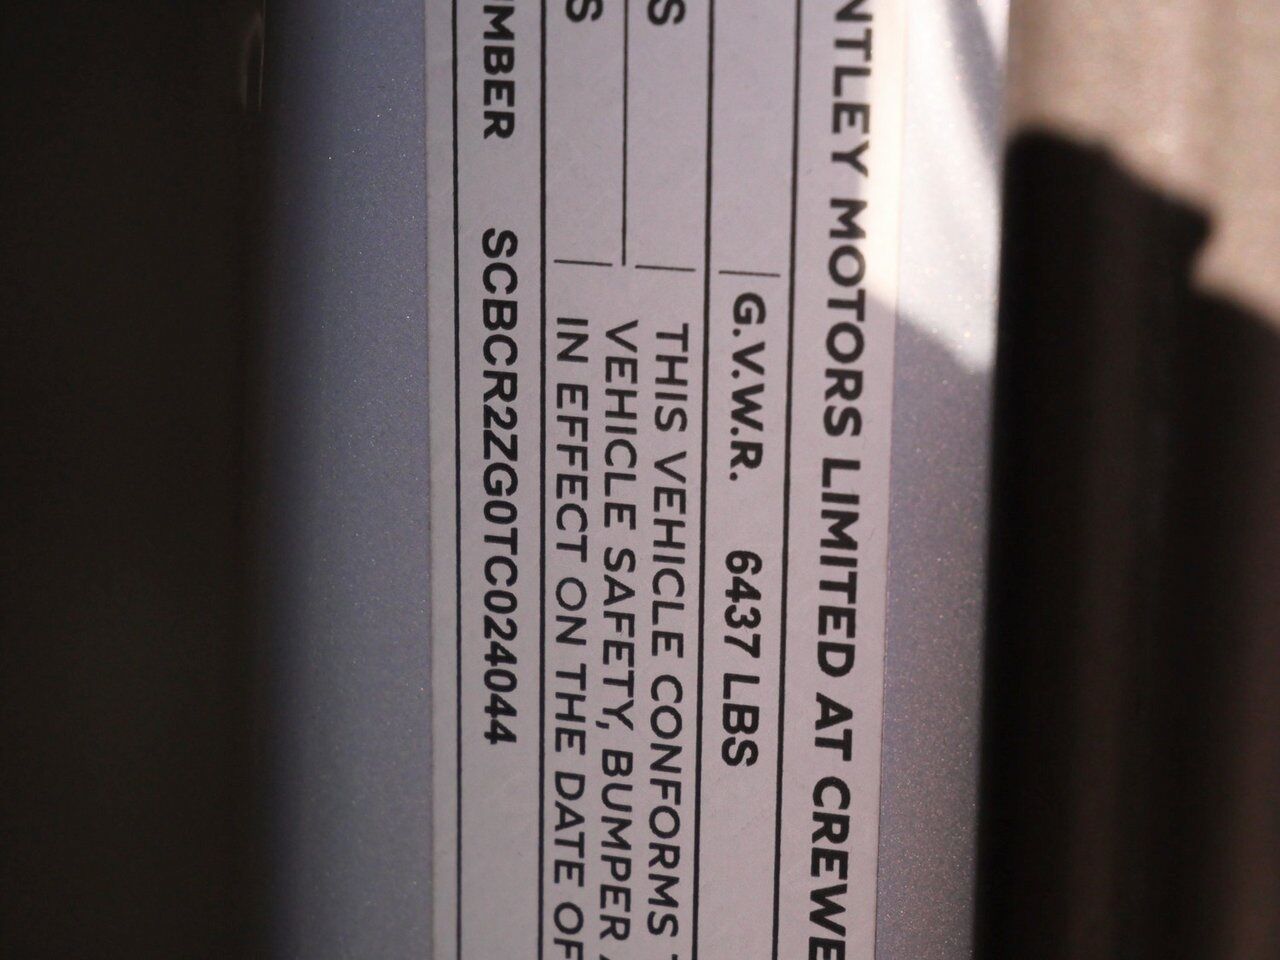 NTLEY MOTORS LIMITED AT CREWE
G.V.W.R. 6437 LBS
S
THIS VEHICLE CONFORMS
S
VEHICLE SAFETY, BUMPER
IN EFFECT ON THE DATE OF
MBER SCBCR2ZG0TC024044